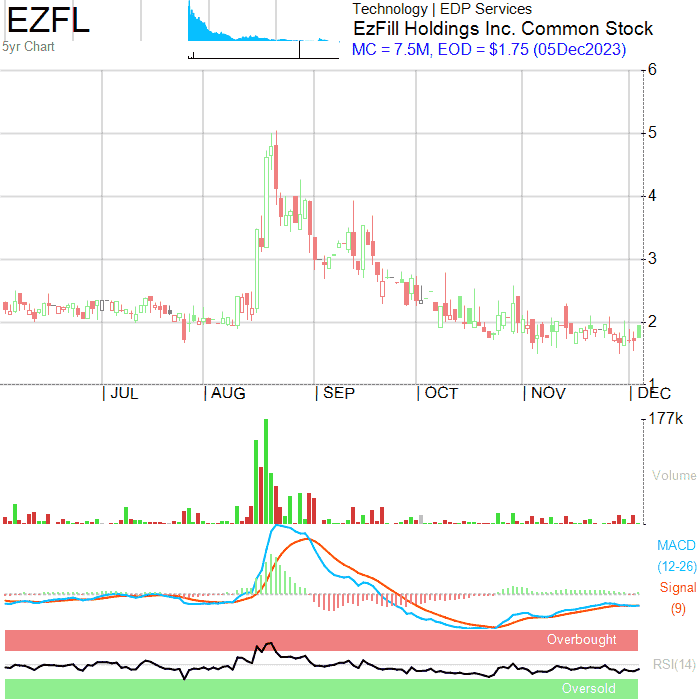 EZFL
5yr Chart
Technology | EDP Services
EzFill Holdings Inc. Common Stock
MC = 7.5M, EOD = $1.75 (05Dec2023)
6
5
4
3
2
1
| JUL | AUG | SEP | OCT | NOV | DEC
177k
Volume
MACD
(12-26)
Signal
(9)
Overbought
RSI(14)
Oversold